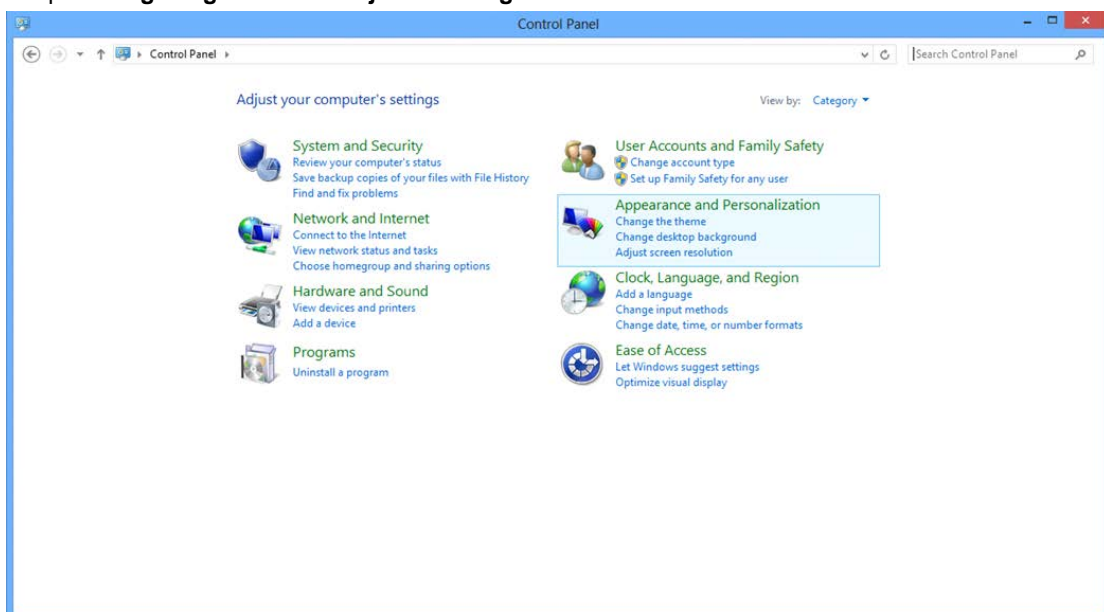 Control Panel
Control Panel
Search Control Panel
Adjust your computer's settings
View by: Category
System and Security
Review your computer's status
Save backup copies of your files with File History
Find and fix problems
Network and Internet
Connect to the Internet
View network status and tasks
Choose homegroup and sharing options
Hardware and Sound
View devices and printers
Add a device
Programs
Uninstall a program
User Accounts and Family Safety
Change account type
Set up Family Safety for any user
Appearance and Personalization
Change the theme
Change desktop background
Adjust screen resolution
Clock, Language, and Region
Add a language
Change input methods
Change date, time, or number formats
Ease of Access
Let Windows suggest settings
Optimize visual display